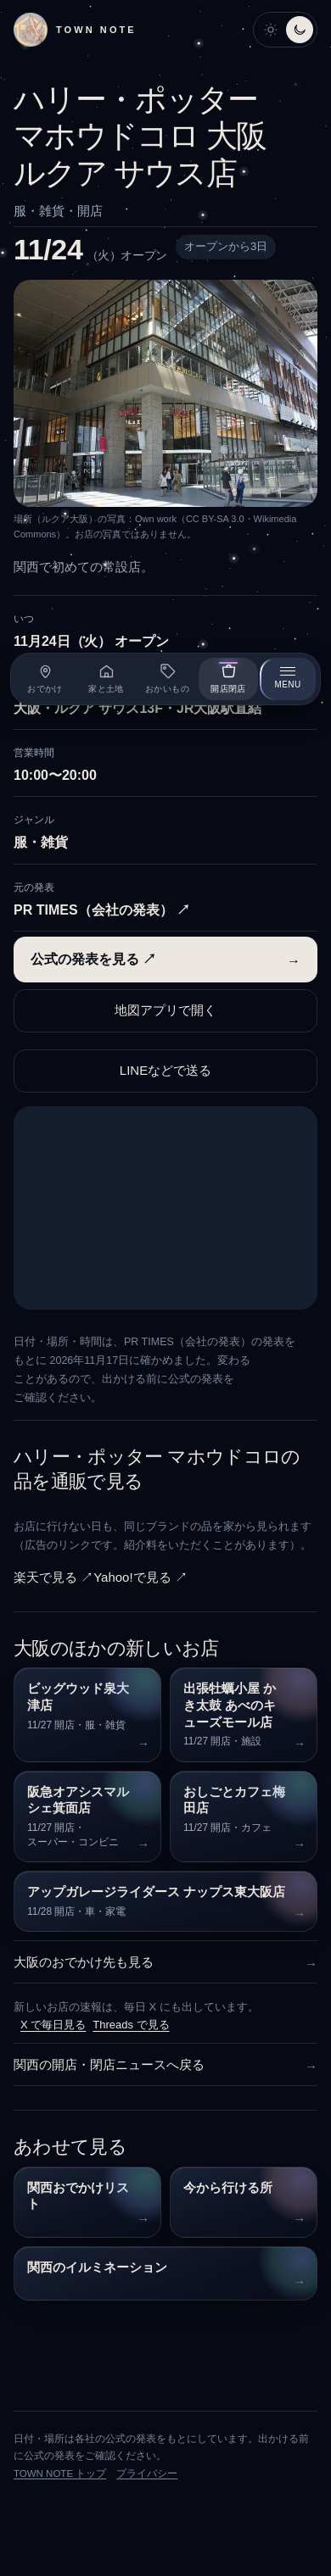 TOWN NOTE
ハリー・ポッター
マホウドコロ 大阪
ルクア サウス店
服・雑貨・開店
11/24 (火) オープン オープンから3日
場所（ルクア大阪）の写真：Own work（CC BY-SA 3.0・Wikimedia
Commons）。お店の写真ではありません。
関西で初めての常設店。
いつ
11月24日（火） オープン
おでかけ 家と土地 おかいもの 開店閉店 MENU
大阪・ルクア サウス13F・JR大阪駅直結
営業時間
10:00〜20:00
ジャンル
服・雑貨
元の発表
PR TIMES（会社の発表） ↗
公式の発表を見る ↗ →
地図アプリで開く
LINEなどで送る
日付・場所・時間は、PR TIMES（会社の発表）の発表を
もとに 2026年11月17日に確かめました。変わる
ことがあるので、出かける前に公式の発表を
ご確認ください。
ハリー・ポッター マホウドコロの
品を通販で見る
お店に行けない日も、同じブランドの品を家から見られます
（広告のリンクです。紹介料をいただくことがあります）。
楽天で見る ↗Yahoo!で見る ↗
大阪のほかの新しいお店
ビッグウッド泉大
津店
11/27 開店・服・雑貨
→
出張牡蠣小屋 か
き太鼓 あべのキ
ューズモール店
11/27 開店・施設
→
阪急オアシスマル
シェ箕面店
11/27 開店・
スーパー・コンビニ
→
おしごとカフェ梅
田店
11/27 開店・カフェ
→
アップガレージライダース ナップス東大阪店
11/28 開店・車・家電
→
大阪のおでかけ先も見る →
新しいお店の速報は、毎日 X にも出しています。
X で毎日見る Threads で見る
関西の開店・閉店ニュースへ戻る →
あわせて見る
関西おでかけリス
ト
→
今から行ける所
→
関西のイルミネーション
→
日付・場所は各社の公式の発表をもとにしています。出かける前
に公式の発表をご確認ください。
TOWN NOTE トップ プライバシー